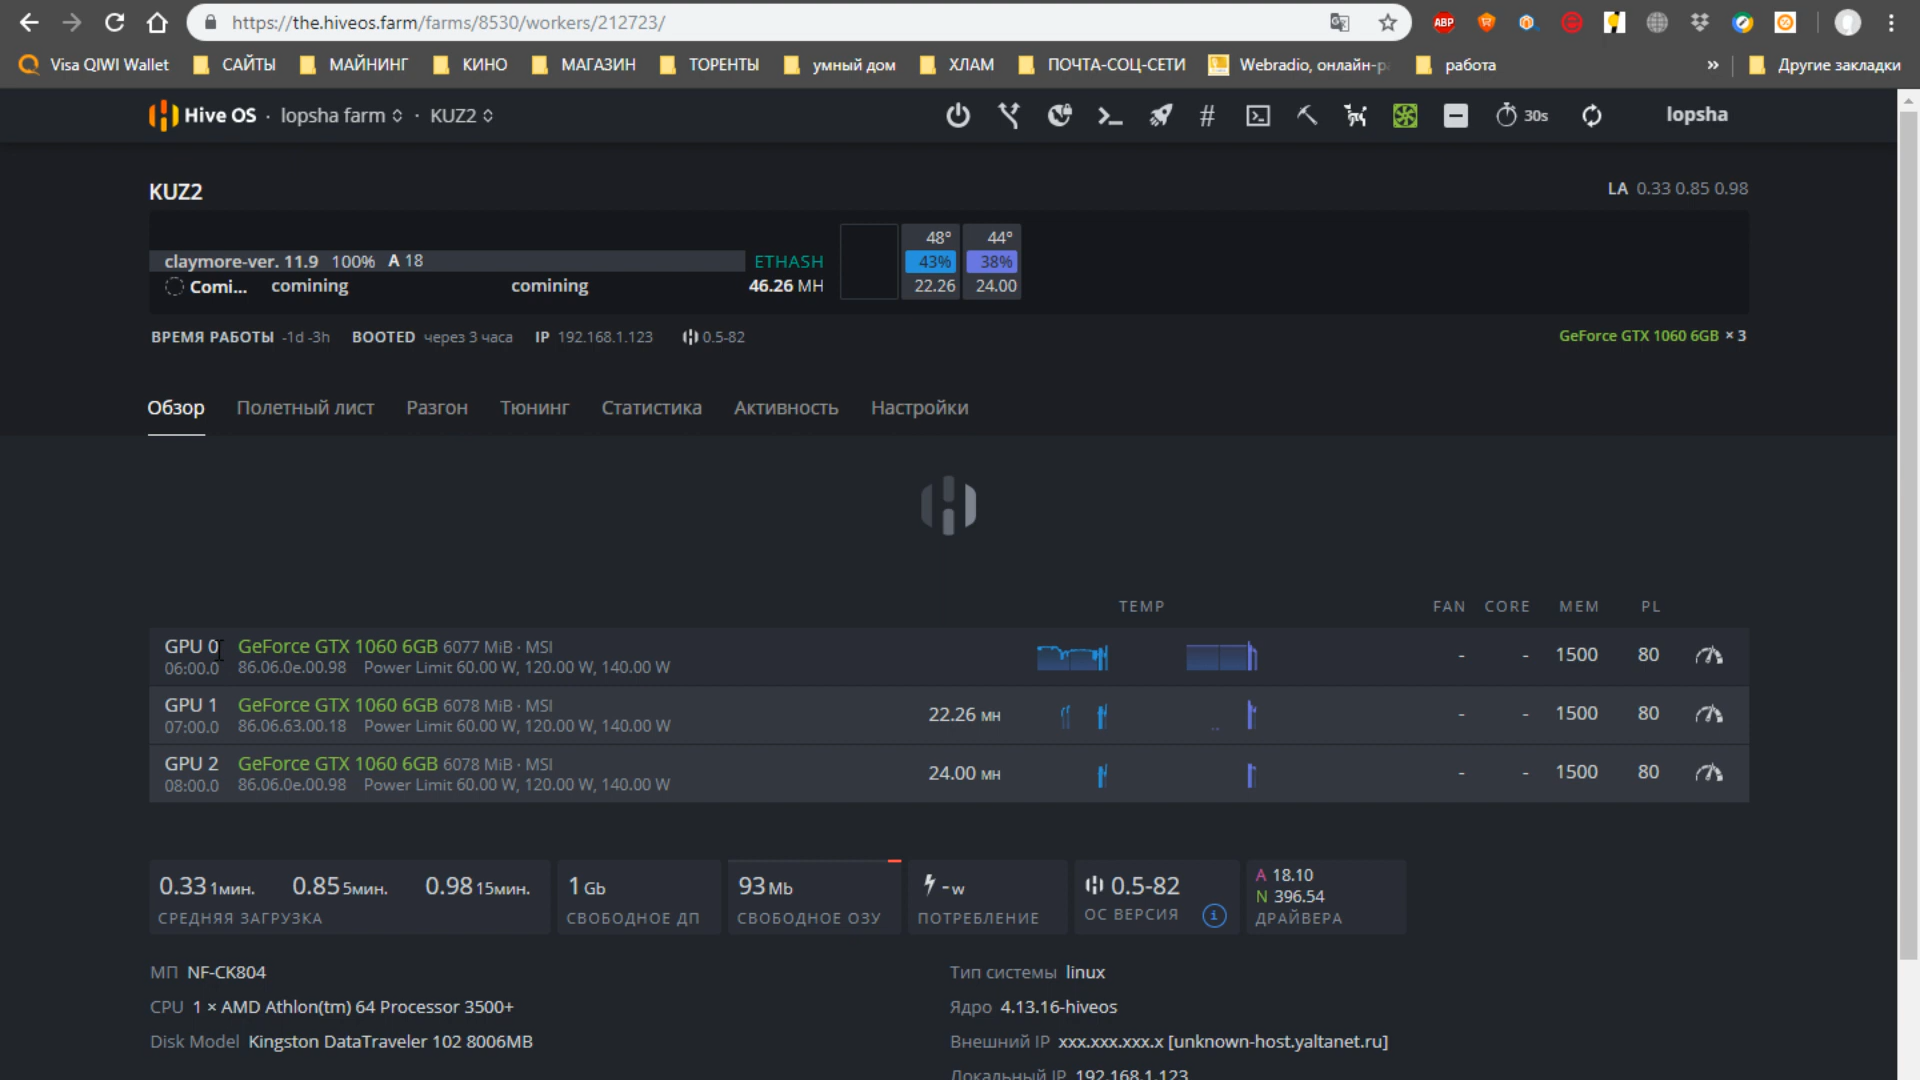 https://the.hiveos.farm/farms/8530/workers/212723/
ABP
Visa QIWI Wallet САЙТЫ МАЙНИНГ КИНО МАГАЗИН ТОРЕНТЫ умный дом ХЛАМ ПОЧТА-СОЦ-СЕТИ Webradio, онлайн-р работа » Другие закладки
Hive OS · lopsha farm · KUZ2 # 30s lopsha
KUZ2 LA 0.33 0.85 0.98
48° 44°
claymore-ver. 11.9 100% A 18 ETHASH 43% 38%
Comi... comining comining 46.26 MH 22.26 24.00
ВРЕМЯ РАБОТЫ -1d -3h BOOTED через 3 часа IP 192.168.1.123 0.5-82 GeForce GTX 1060 6GB × 3
Обзор Полетный лист Разгон Тюнинг Статистика Активность Настройки
TEMP FAN CORE MEM PL
GPU 0 GeForce GTX 1060 6GB 6077 MiB · MSI - - 1500 80
06:00.0 86.06.0e.00.98 Power Limit 60.00 W, 120.00 W, 140.00 W
GPU 1 GeForce GTX 1060 6GB 6078 MiB · MSI 22.26 MH - - 1500 80
07:00.0 86.06.63.00.18 Power Limit 60.00 W, 120.00 W, 140.00 W
GPU 2 GeForce GTX 1060 6GB 6078 MiB · MSI 24.00 MH - - 1500 80
08:00.0 86.06.0e.00.98 Power Limit 60.00 W, 120.00 W, 140.00 W
0.33 1мин. 0.85 5мин. 0.98 15мин.
СРЕДНЯЯ ЗАГРУЗКА
1 Gb
СВОБОДНОЕ ДП
93 Mb
СВОБОДНОЕ ОЗУ
- w
ПОТРЕБЛЕНИЕ
0.5-82
ОС ВЕРСИЯ i
A 18.10
N 396.54
ДРАЙВЕРА
МП NF-CK804 Тип системы linux
CPU 1 × AMD Athlon(tm) 64 Processor 3500+ Ядро 4.13.16-hiveos
Disk Model Kingston DataTraveler 102 8006MB Внешний IP xxx.xxx.xxx.x [unknown-host.yaltanet.ru]
Локальный IP 192.168.1.123